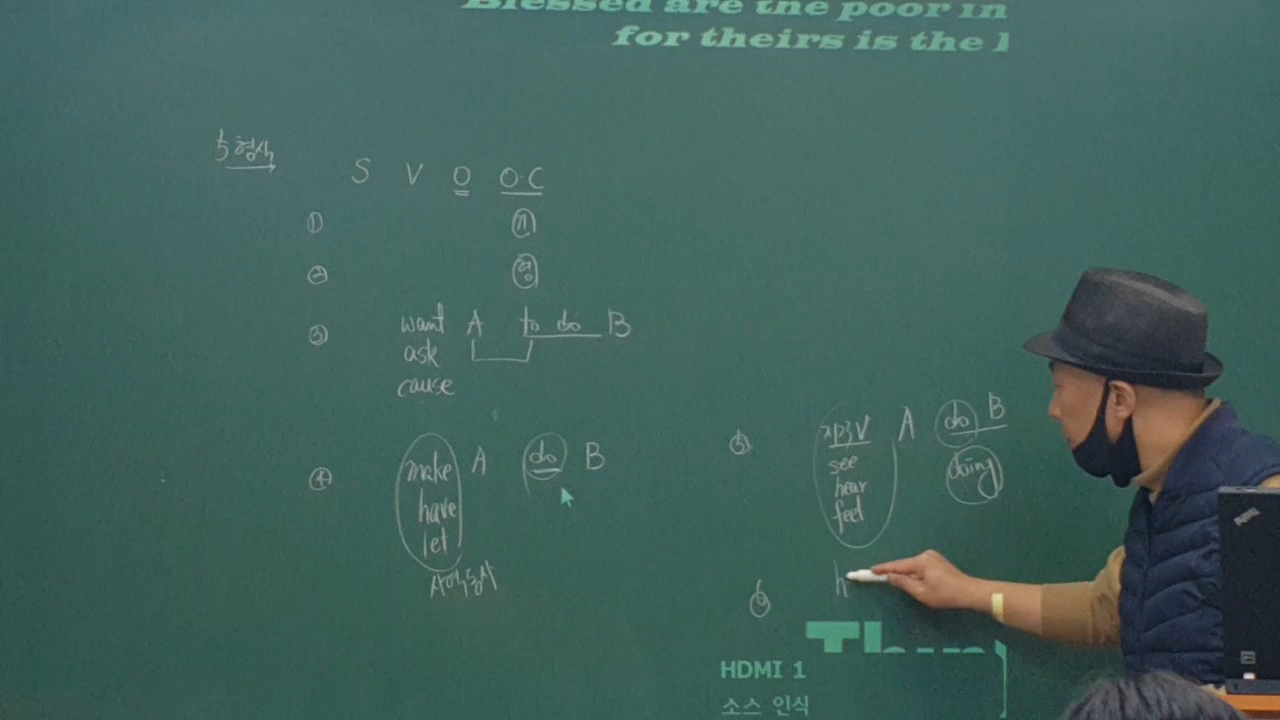 Blessed are the poor in
for theirs is the l
5형식
S V O O.C
① ⓝ
② ⓐ
③ want A to do B
ask
cause
④ make A do B
have
let
사역동사
⑤ 지각V A do B
see doing
hear
feel
⑥ h
HDMI 1
소스 인식